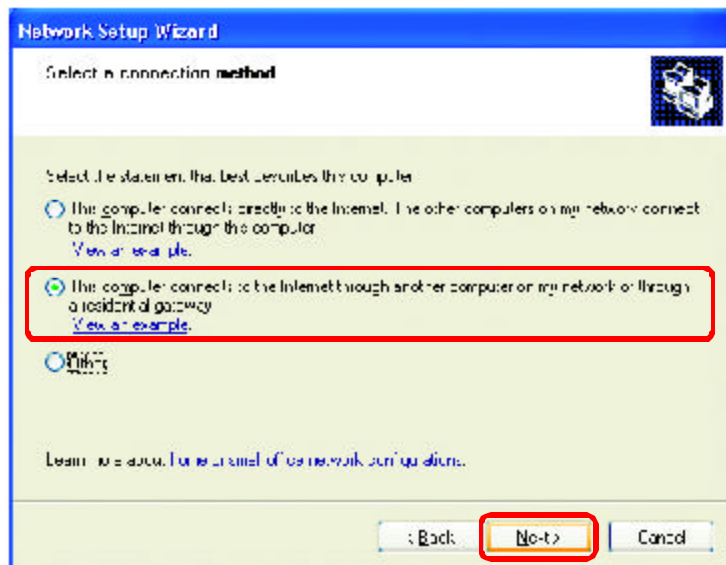 Network Setup Wizard
Select a connection method
Select the statement that best describes this computer
This computer connects directly to the Internet. The other computers on my network connect
to the Internet through this computer
View an example.
This computer connects to the Internet through another computer on my network or through
a residential gateway
View an example.
Other
Learn more about home or small office network configurations.
< Back
Next >
Cancel